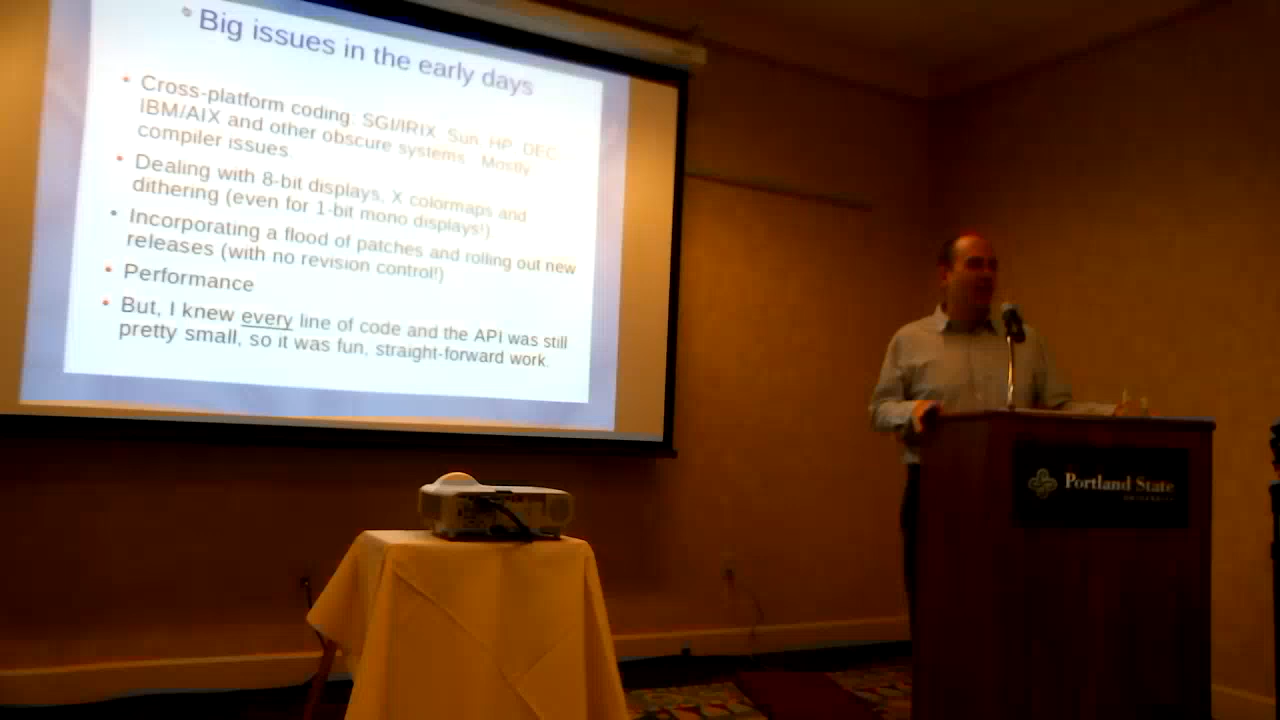 Big issues in the early days
Cross-platform coding: SGI/IRIX, Sun, HP, DEC,
IBM/AIX and other obscure systems. Mostly
compiler issues.
Dealing with 8-bit displays, X colormaps and
dithering (even for 1-bit mono displays!)
Incorporating a flood of patches and rolling out new
releases (with no revision control!)
Performance
But, I knew every line of code and the API was still
pretty small, so it was fun, straight-forward work.
Portland State
UNIVERSITY